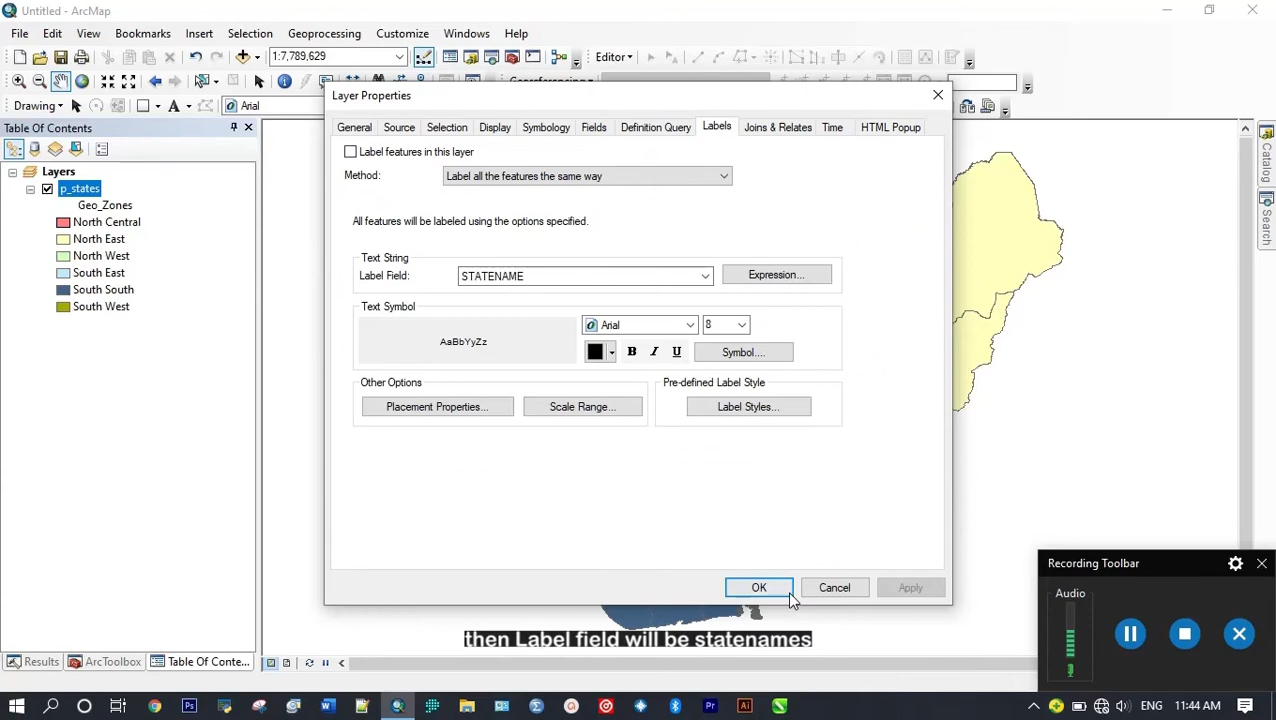 Untitled - ArcMap
File Edit View Bookmarks Insert Selection Geoprocessing Customize Windows Help
1:7,789,629
Editor
Drawing
Arial
Table Of Contents
Layers
p_states
Geo_Zones
North Central
North East
North West
South East
South South
South West
Layer Properties
General Source Selection Display Symbology Fields Definition Query Labels Joins & Relates Time HTML Popup
Label features in this layer
Method: Label all the features the same way
All features will be labeled using the options specified.
Text String
Label Field: STATENAME Expression...
Text Symbol
AaBbYyZz
Arial 8
B I U Symbol....
Other Options
Pre-defined Label Style
Placement Properties... Scale Range... Label Styles...
OK Cancel Apply
Catalog
Search
Recording Toolbar
Audio
then Label field will be statenames
Results ArcToolbox Table Of Conte...
ENG 11:44 AM